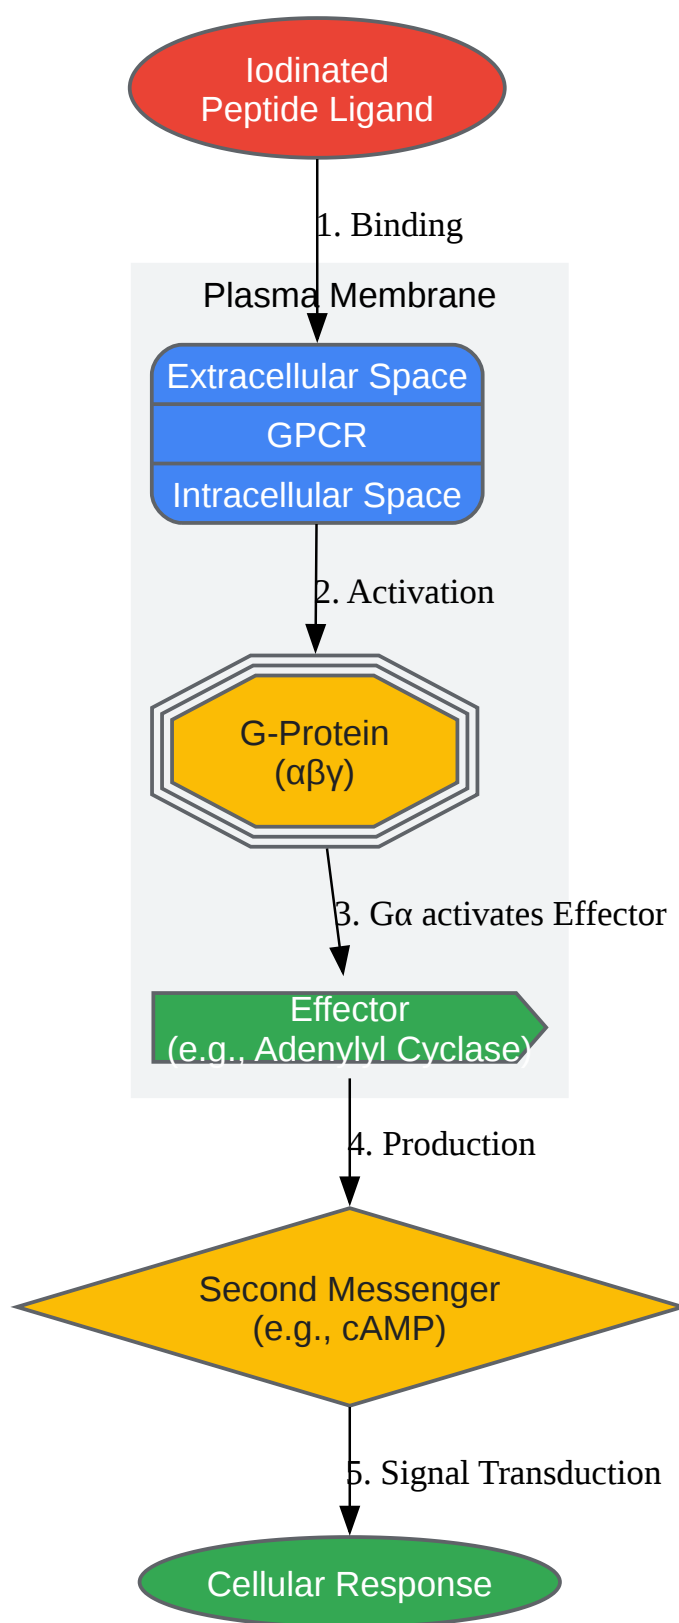 Iodinated
Peptide Ligand
1. Binding
Plasma Membrane
Extracellular Space
GPCR
Intracellular Space
2. Activation
G-Protein
(αβγ)
3. Gα activates Effector
Effector
(e.g., Adenylyl Cyclase)
4. Production
Second Messenger
(e.g., cAMP)
5. Signal Transduction
Cellular Response